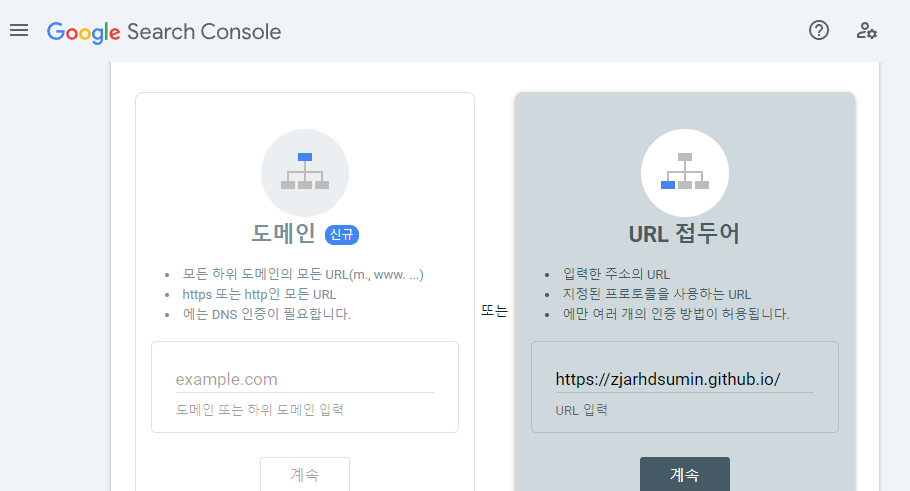 Google Search Console
도메인 신규
모든 하위 도메인의 모든 URL(m., www. ...)
https 또는 http인 모든 URL
에는 DNS 인증이 필요합니다.
example.com
도메인 또는 하위 도메인 입력
계속
또는
URL 접두어
입력한 주소의 URL
지정된 프로토콜을 사용하는 URL
에만 여러 개의 인증 방법이 허용됩니다.
https://zjarhdsumin.github.io/
URL 입력
계속